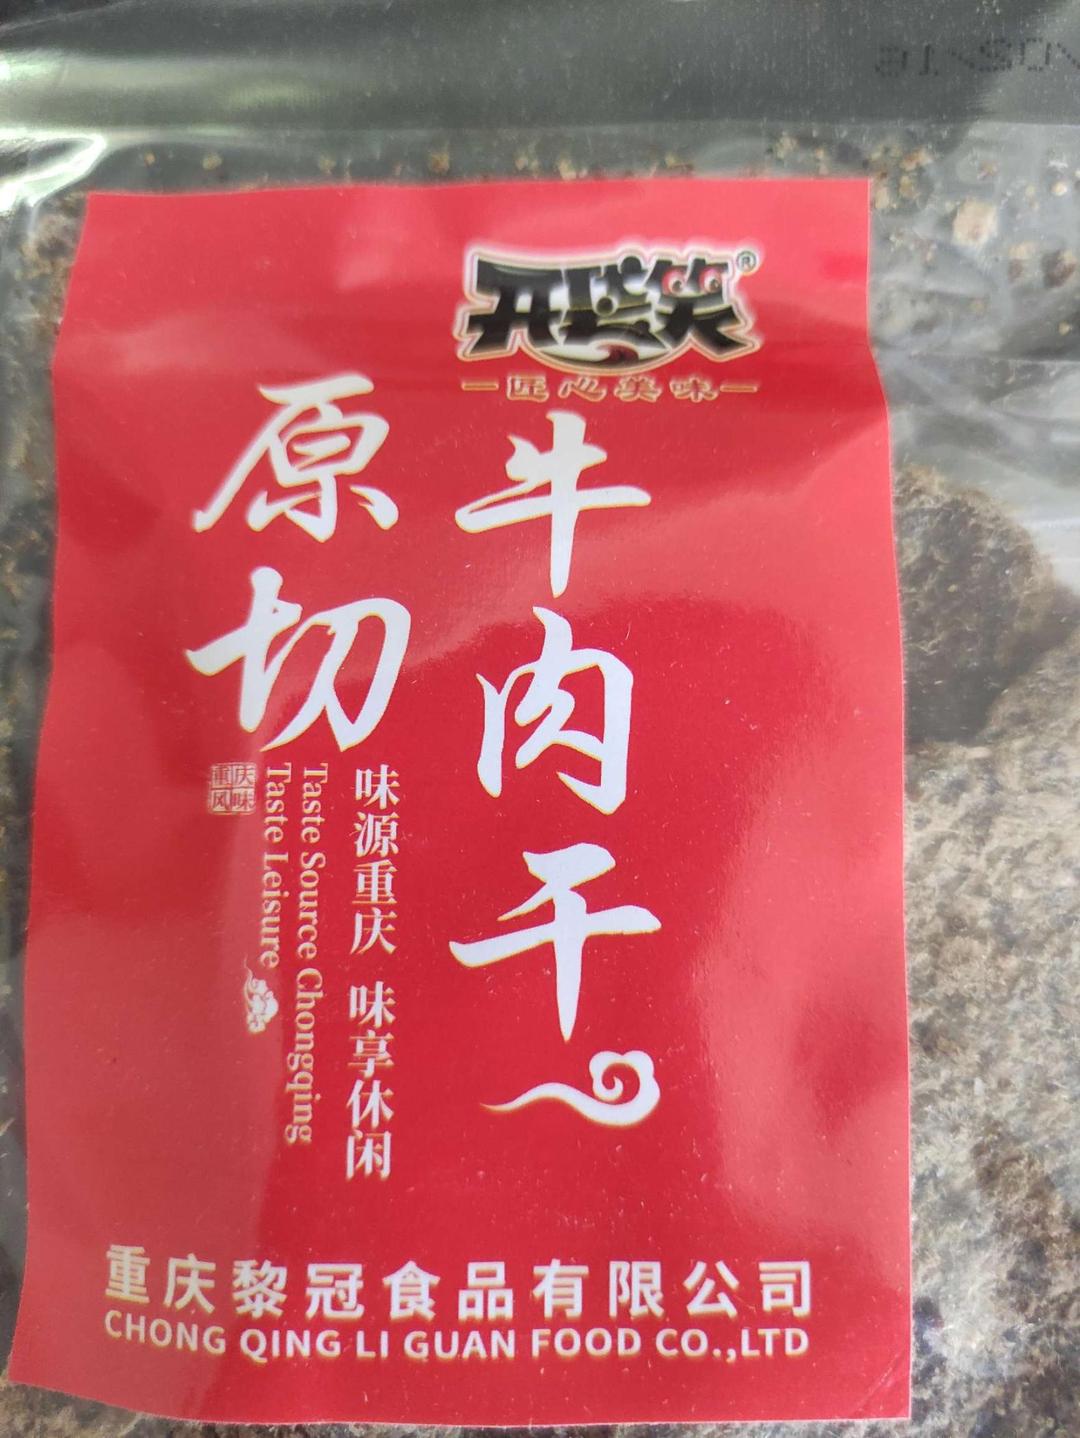 开怀笑®
匠心美味
牛肉干
原切
味源重庆 味享休闲
Taste Source Chongqing
Taste Leisure
重庆
风味
重庆黎冠食品有限公司
CHONG QING LI GUAN FOOD CO.,LTD